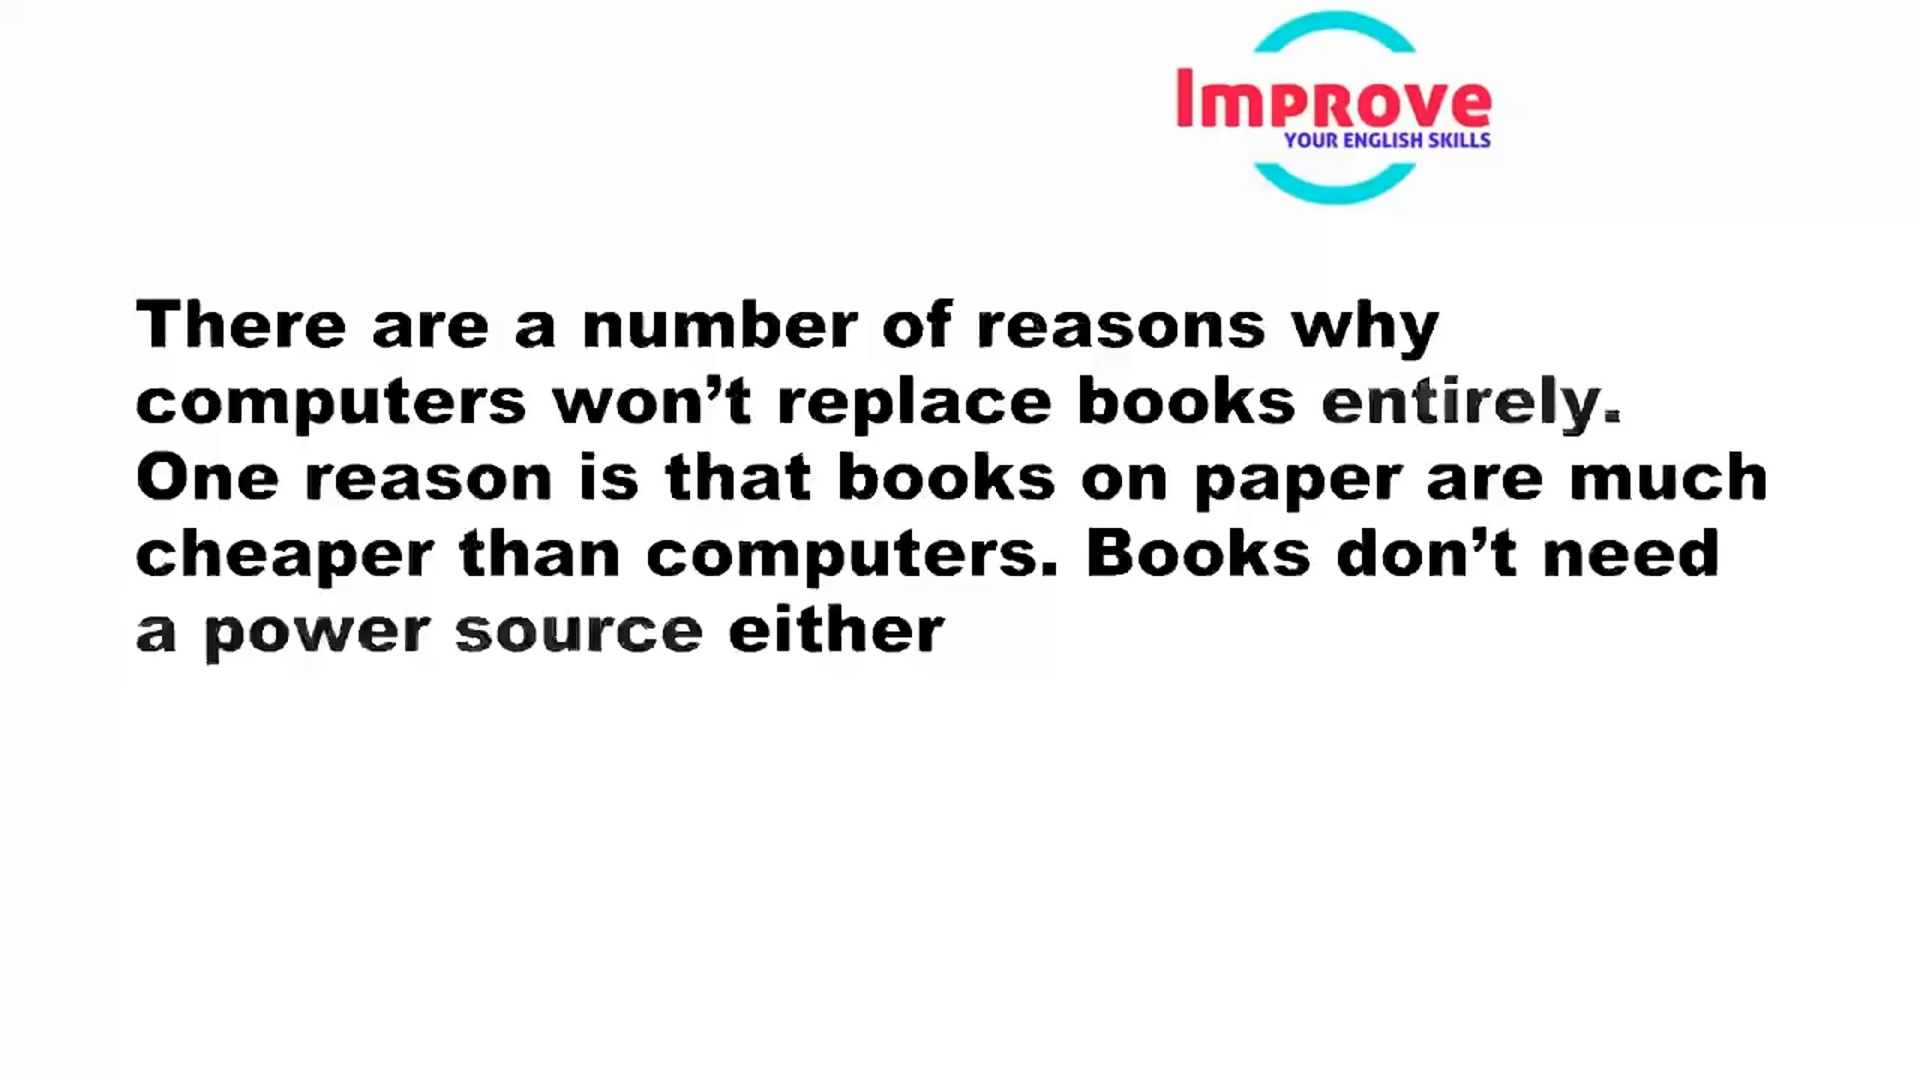 Improve
YOUR ENGLISH SKILLS
There are a number of reasons why
computers won’t replace books entirely.
One reason is that books on paper are much
cheaper than computers. Books don’t need
a power source either